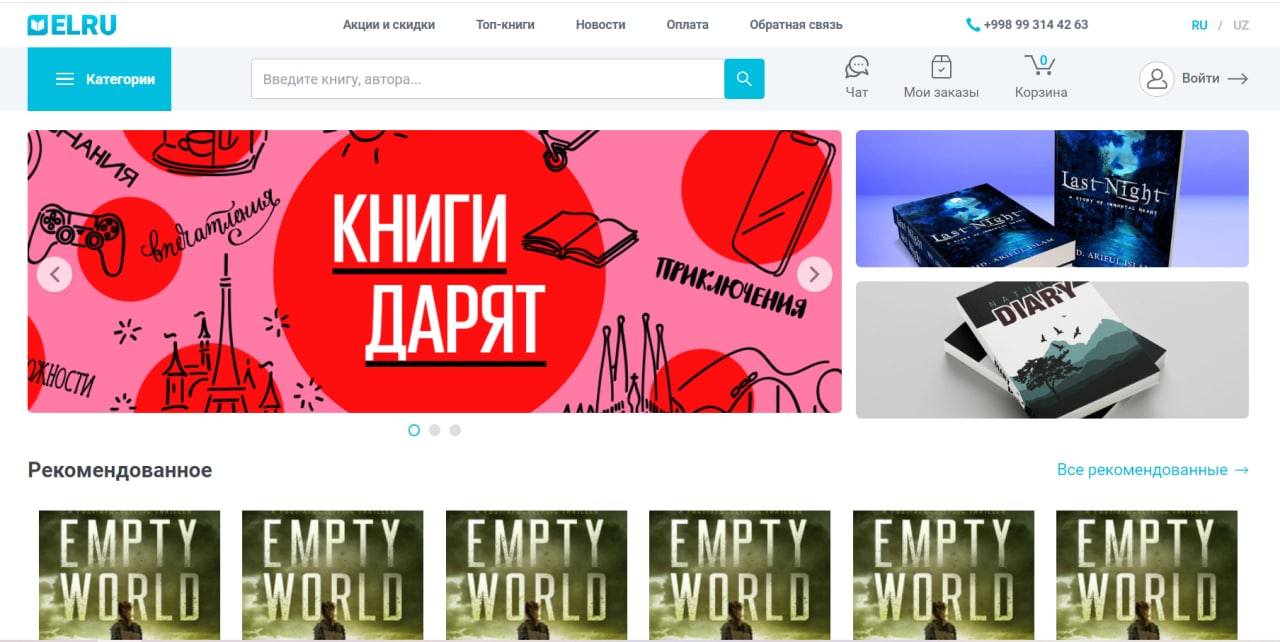 ELRU
Акции и скидки
Топ-книги
Новости
Оплата
Обратная связь
+998 99 314 42 63
RU / UZ
Категории
Введите книгу, автора...
Чат
Мои заказы
0
Корзина
Войти
впечатления
КНИГИ
ДАРЯТ
ПРИКЛЮЧЕНИЯ
Last Night
A STORY OF IMMORTAL HEART
MD. ARIFUL ISLAM
Last Night
DIARY
Рекомендованное
Все рекомендованные
EMPTY
WORLD
EMPTY
WORLD
EMPTY
WORLD
EMPTY
WORLD
EMPTY
WORLD
EMPTY
WORLD